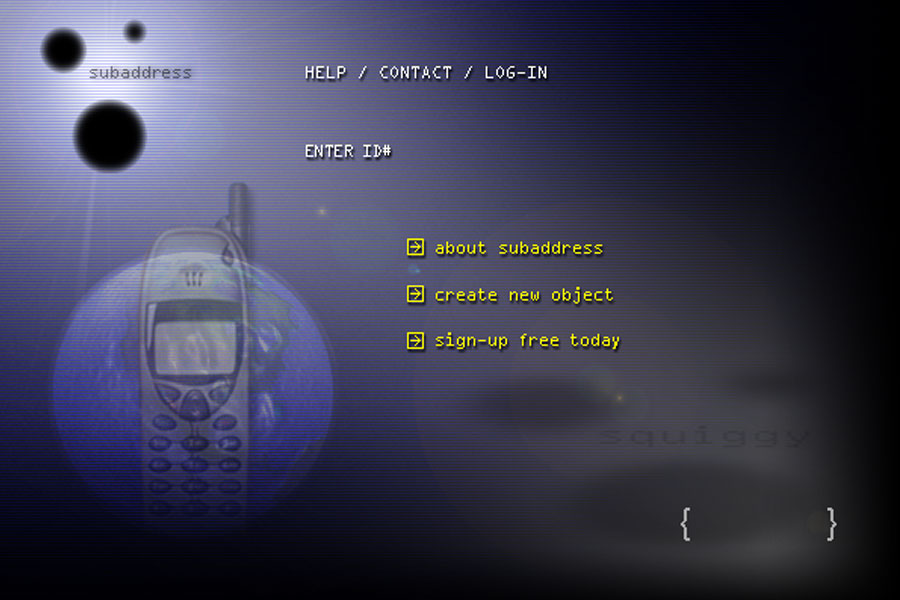 subaddress
HELP / CONTACT / LOG-IN
ENTER ID#
about subaddress
create new object
sign-up free today
squiggy
{ }